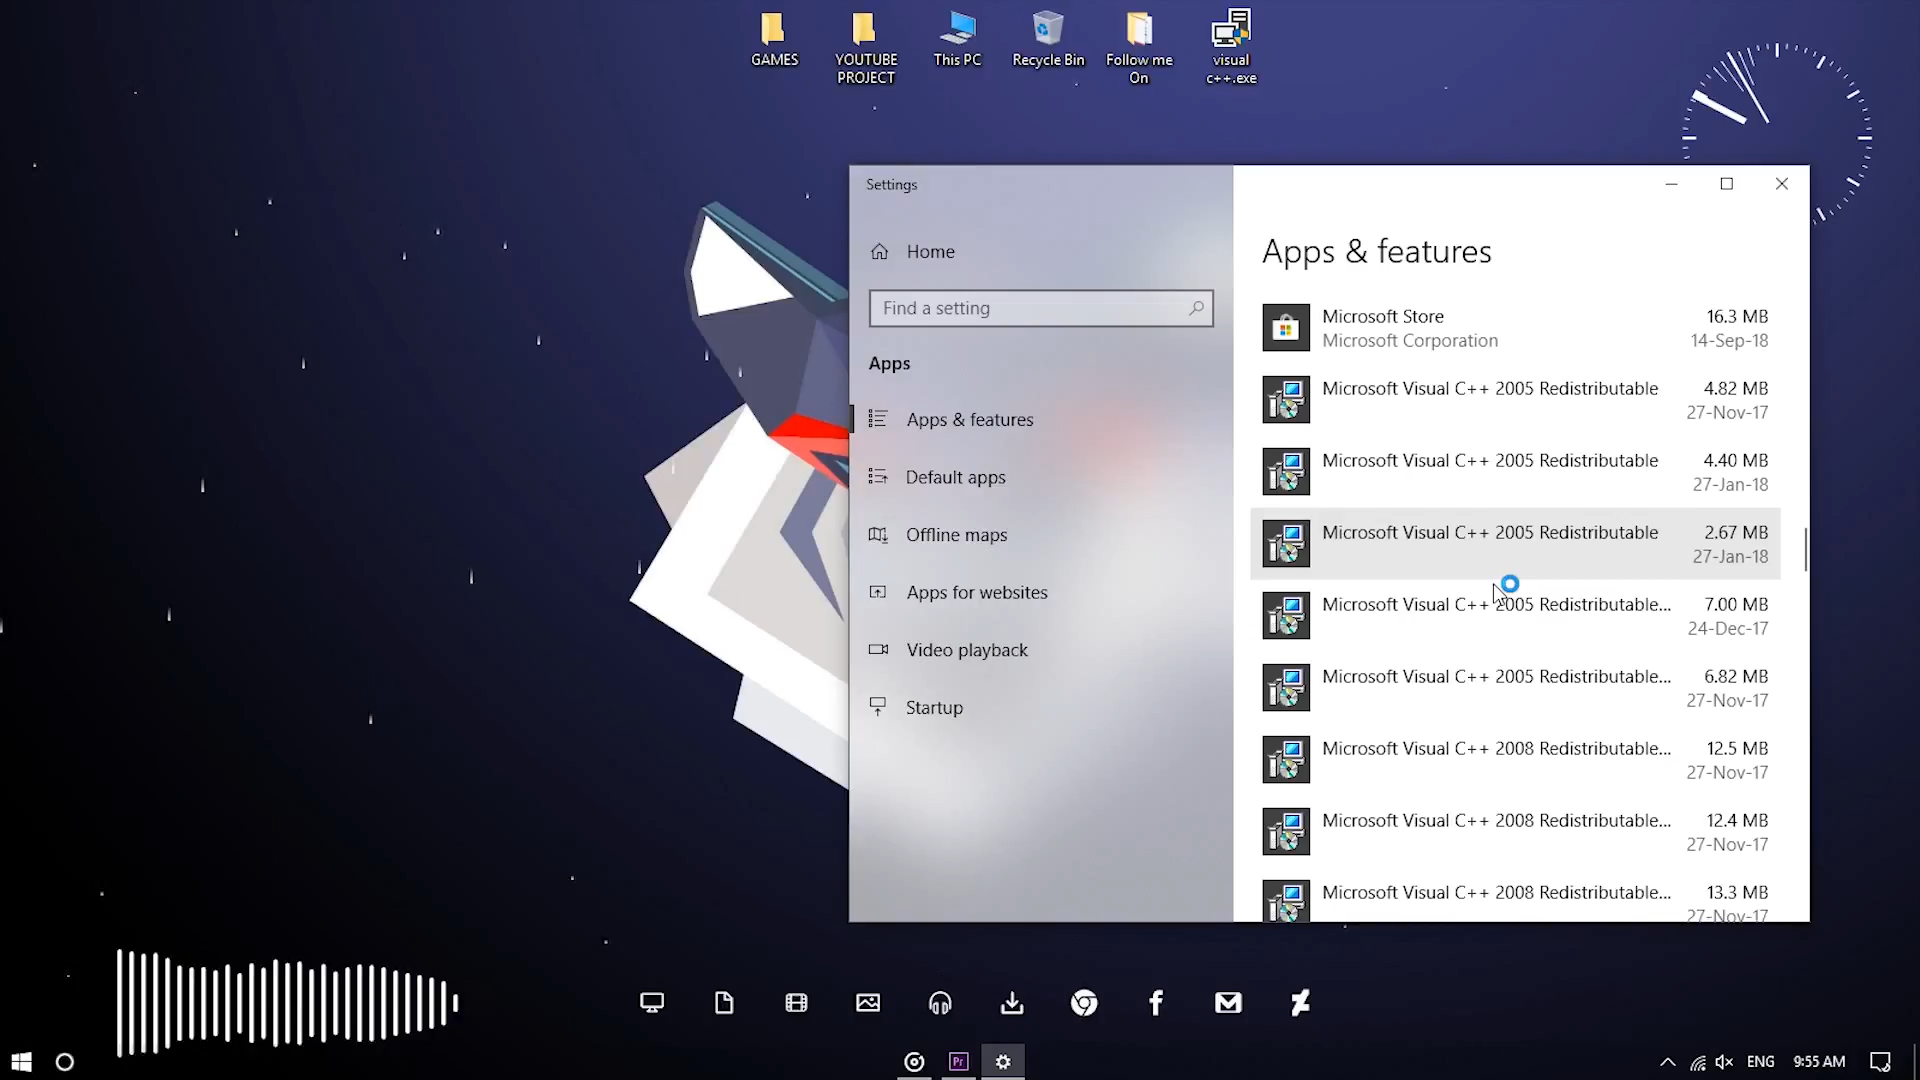 GAMES
YOUTUBE
PROJECT
This PC
Recycle Bin
Follow me
On
visual
c++.exe
Settings
Home
Find a setting
Apps
Apps & features
Default apps
Offline maps
Apps for websites
Video playback
Startup
Apps & features
Microsoft Store 16.3 MB
Microsoft Corporation 14-Sep-18
Microsoft Visual C++ 2005 Redistributable 4.82 MB
27-Nov-17
Microsoft Visual C++ 2005 Redistributable 4.40 MB
27-Jan-18
Microsoft Visual C++ 2005 Redistributable 2.67 MB
27-Jan-18
Microsoft Visual C++ 2005 Redistributable... 7.00 MB
24-Dec-17
Microsoft Visual C++ 2005 Redistributable... 6.82 MB
27-Nov-17
Microsoft Visual C++ 2008 Redistributable... 12.5 MB
27-Nov-17
Microsoft Visual C++ 2008 Redistributable... 12.4 MB
27-Nov-17
Microsoft Visual C++ 2008 Redistributable... 13.3 MB
27-Nov-17
Pr
ENG 9:55 AM